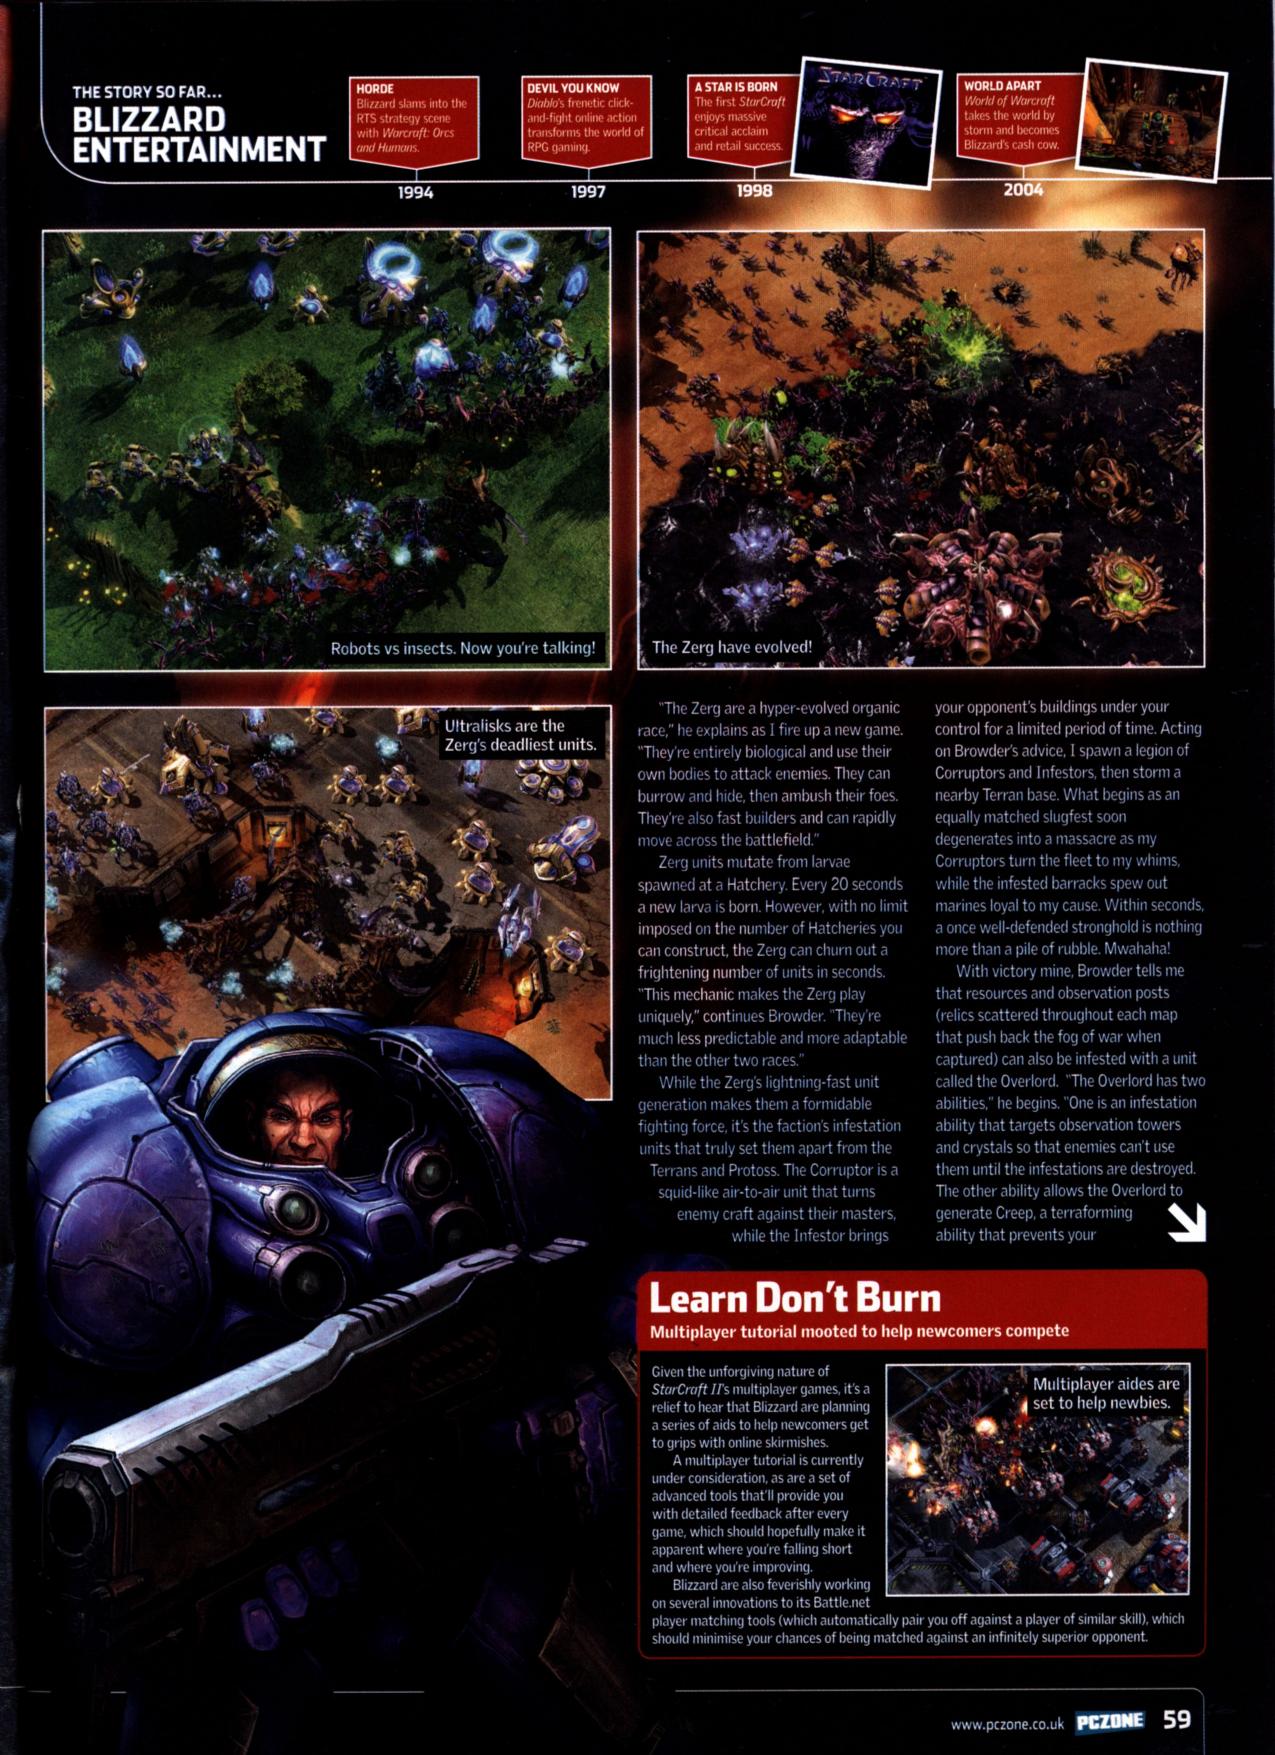 THE STORY SO FAR...
BLIZZARD
ENTERTAINMENT
HORDE
Blizzard slams into the
RTS strategy scene
with Warcraft: Orcs
and Humans.
1994
DEVIL YOU KNOW
Diablo's frenetic click-
and-fight online action
transforms the world of
RPG gaming.
1997
A STAR IS BORN
The first StarCraft
enjoys massive
critical acclaim
and retail success.
1998
STARCRAFT
WORLD APART
World of Warcraft
takes the world by
storm and becomes
Blizzard's cash cow.
2004
Robots vs insects. Now you're talking!
The Zerg have evolved!
Ultralisks are the
Zerg's deadliest units.
"The Zerg are a hyper-evolved organic
race," he explains as I fire up a new game.
"They're entirely biological and use their
own bodies to attack enemies. They can
burrow and hide, then ambush their foes.
They're also fast builders and can rapidly
move across the battlefield."
Zerg units mutate from larvae
spawned at a Hatchery. Every 20 seconds
a new larva is born. However, with no limit
imposed on the number of Hatcheries you
can construct, the Zerg can churn out a
frightening number of units in seconds.
"This mechanic makes the Zerg play
uniquely," continues Browder. "They're
much less predictable and more adaptable
than the other two races."
While the Zerg's lightning-fast unit
generation makes them a formidable
fighting force, it's the faction's infestation
units that truly set them apart from the
Terrans and Protoss. The Corruptor is a
squid-like air-to-air unit that turns
enemy craft against their masters,
while the Infestor brings
your opponent's buildings under your
control for a limited period of time. Acting
on Browder's advice, I spawn a legion of
Corruptors and Infestors, then storm a
nearby Terran base. What begins as an
equally matched slugfest soon
degenerates into a massacre as my
Corruptors turn the fleet to my whims,
while the infested barracks spew out
marines loyal to my cause. Within seconds,
a once well-defended stronghold is nothing
more than a pile of rubble. Mwahaha!
With victory mine, Browder tells me
that resources and observation posts
(relics scattered throughout each map
that push back the fog of war when
captured) can also be infested with a unit
called the Overlord. "The Overlord has two
abilities," he begins. "One is an infestation
ability that targets observation towers
and crystals so that enemies can't use
them until the infestations are destroyed.
The other ability allows the Overlord to
generate Creep, a terraforming
ability that prevents your
Learn Don't Burn
Multiplayer tutorial mooted to help newcomers compete
Given the unforgiving nature of
StarCraft II's multiplayer games, it's a
relief to hear that Blizzard are planning
a series of aids to help newcomers get
to grips with online skirmishes.
A multiplayer tutorial is currently
under consideration, as are a set of
advanced tools that'll provide you
with detailed feedback after every
game, which should hopefully make it
apparent where you're falling short
and where you're improving.
Blizzard are also feverishly working
on several innovations to its Battle.net
player matching tools (which automatically pair you off against a player of similar skill), which
should minimise your chances of being matched against an infinitely superior opponent.
Multiplayer aides are
set to help newbies.
www.pczone.co.uk PCZONE 59